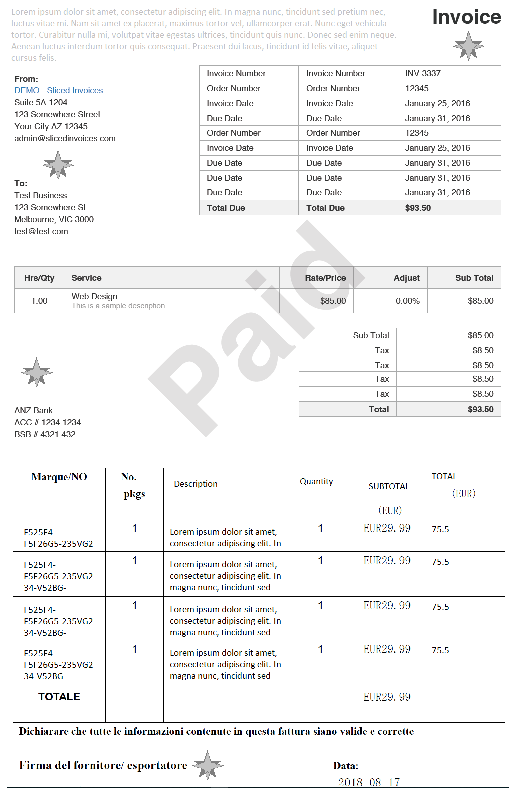 Lorem ipsum dolor sit amet, consectetur adipiscing elit. In magna nunc, tincidunt sed pretium nec,
luctus vitae mi. Nam sit amet ex placerat, maximus tortor vel, ullamcorper erat. Nunc eget vehicula
tortor. Curabitur nulla mi, volutpat vitae egestas ultrices, tincidunt quis nunc. Donec sed enim neque.
Aenean luctus interdum tortor quis consequat. Praesent dui lacus, tincidunt id felis vitae, aliquet
cursus felis.
Invoice
From:
DEMO - Sliced Invoices
Suite 5A-1204
123 Somewhere Street
Your City AZ 12345
admin@slicedinvoices.com
To:
Test Business
123 Somewhere St
Melbourne, VIC 3000
test@test.com
Invoice Number Invoice Number INV 3337
Order Number Order Number 12345
Invoice Date Invoice Date January 25, 2016
Due Date Due Date January 31, 2016
Order Number Order Number 12345
Invoice Date Invoice Date January 25, 2016
Due Date Due Date January 31, 2016
Due Date Due Date January 31, 2016
Due Date Due Date January 31, 2016
Total Due Total Due $93.50
Paid
Hre/Qty Service Rate/Price Adjust Sub Total
1.00 Web Design $85.00 0.00% $85.00
This is a sample description
Sub Total $85.00
Tax $8.50
Tax $8.50
Tax $8.50
Tax $8.50
Total $93.50
ANZ Bank
ACC # 1234 1234
BSB # 4321 432
Marque/NO No. pkgs Description Quantity SUBTOTAL (EUR) TOTAL (EUR)
F525F4 1 Lorem ipsum dolor sit amet, 1 EUR29.99 75.5
F5F26G5-235VG2 consectetur adipiscing elit. In
F525F4- 1 Lorem ipsum dolor sit amet, 1 EUR29.99 75.5
F5F26G5-235VG2 consectetur adipiscing elit. In
34-V52BG- magna nunc, tincidunt sed
F525F4- 1 Lorem ipsum dolor sit amet, 1 EUR29.99 75.5
F5F26G5-235VG2 consectetur adipiscing elit. In
34-V52BG- magna nunc, tincidunt sed
F525F4 1 Lorem ipsum dolor sit amet, 1 EUR29.99 75.5
F5F26G5-235VG2 consectetur adipiscing elit. In
34-V52BG magna nunc, tincidunt sed
TOTALE EUR29.99
Dichiarare che tutte le informazioni contenute in questa fattura siano valide e corrette
Firma del fornitore/ esportatore Data:
2018 08 17